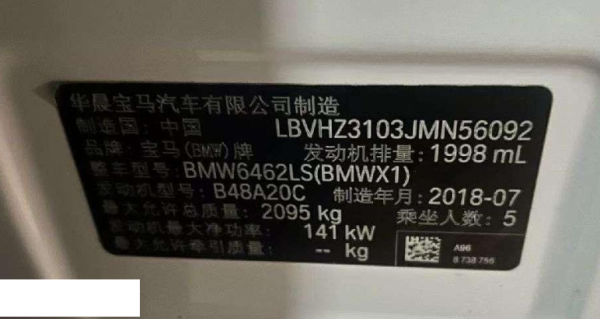 华晨宝马汽车有限公司制造
制造国：中国 LBVHZ3103JMN56092
品牌：宝马(BMW)牌 发动机排量：1998 mL
整车型号：BMW6462LS(BMWX1)
发动机型号：B48A20C 制造年月：2018-07
最大允许总质量：2095 kg 乘坐人数：5
发动机最大净功率：141 kW
最大允许牵引质量：-- kg
A96
8 738 756